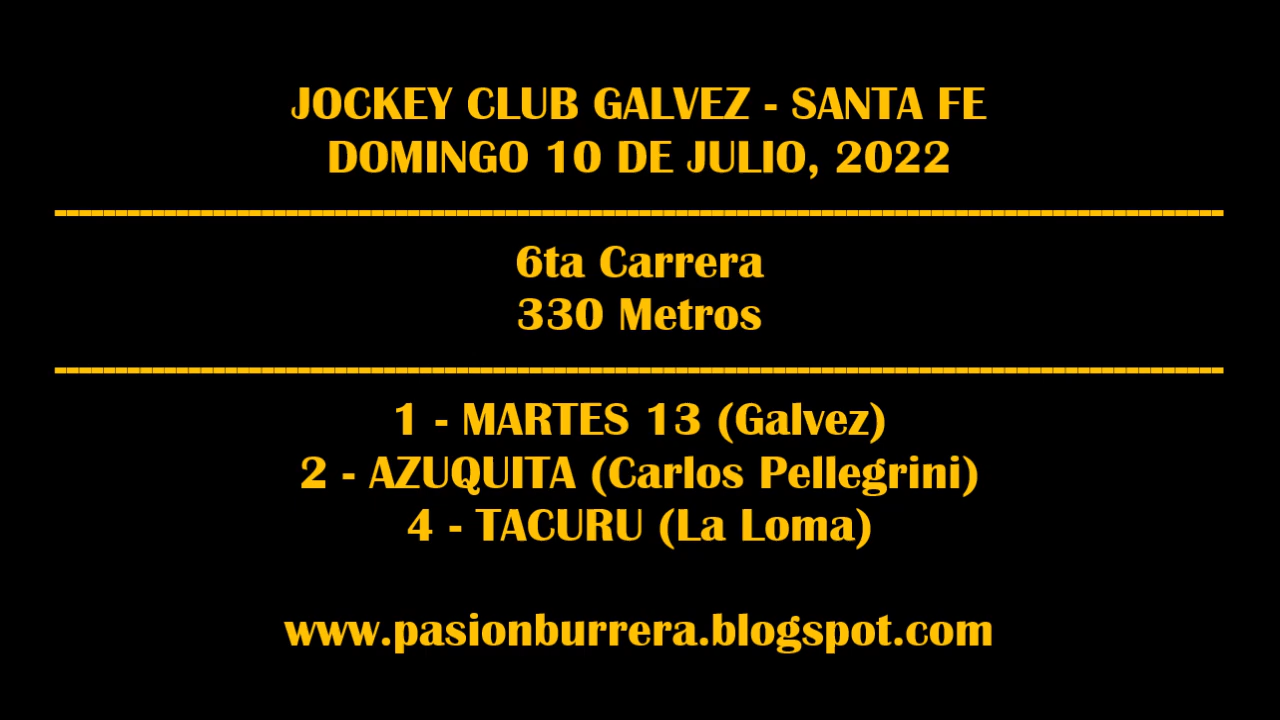 JOCKEY CLUB GALVEZ - SANTA FE
DOMINGO 10 DE JULIO, 2022
6ta Carrera
330 Metros
1 - MARTES 13 (Galvez)
2 - AZUQUITA (Carlos Pellegrini)
4 - TACURU (La Loma)
www.pasionburrera.blogspot.com